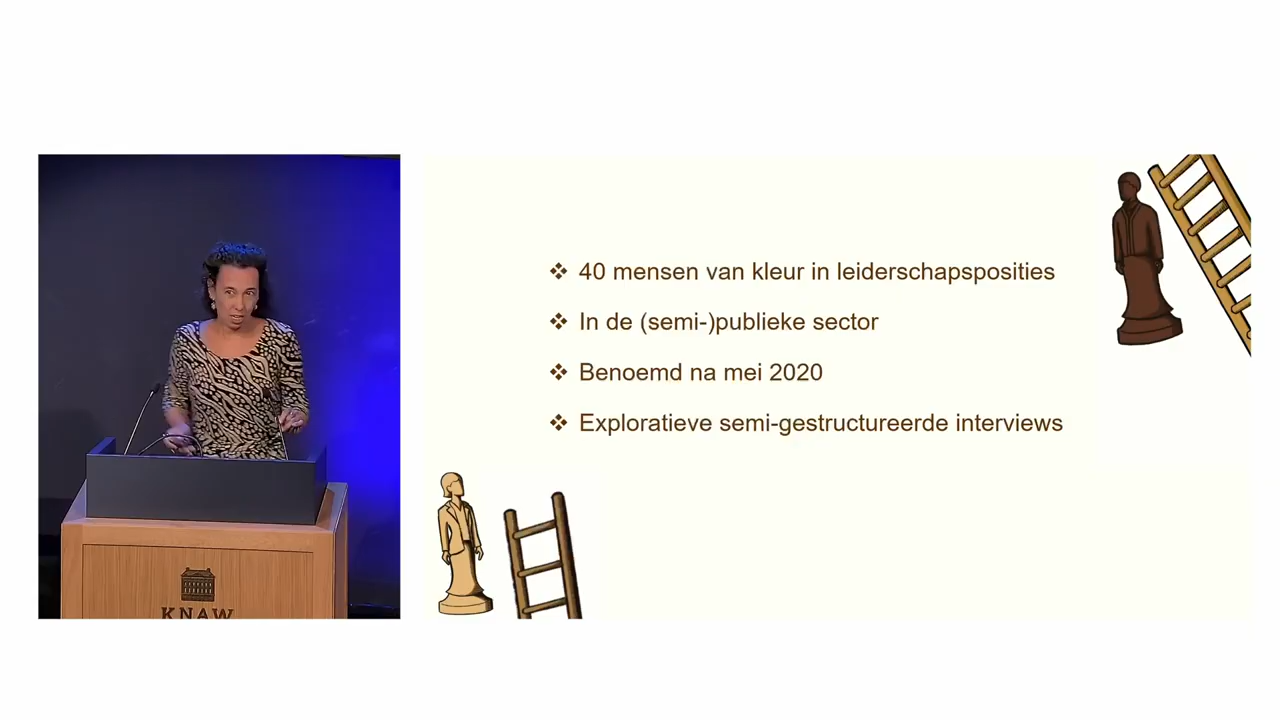 ❖ 40 mensen van kleur in leiderschapsposities
❖ In de (semi-)publieke sector
❖ Benoemd na mei 2020
❖ Exploratieve semi-gestructureerde interviews
KNAW